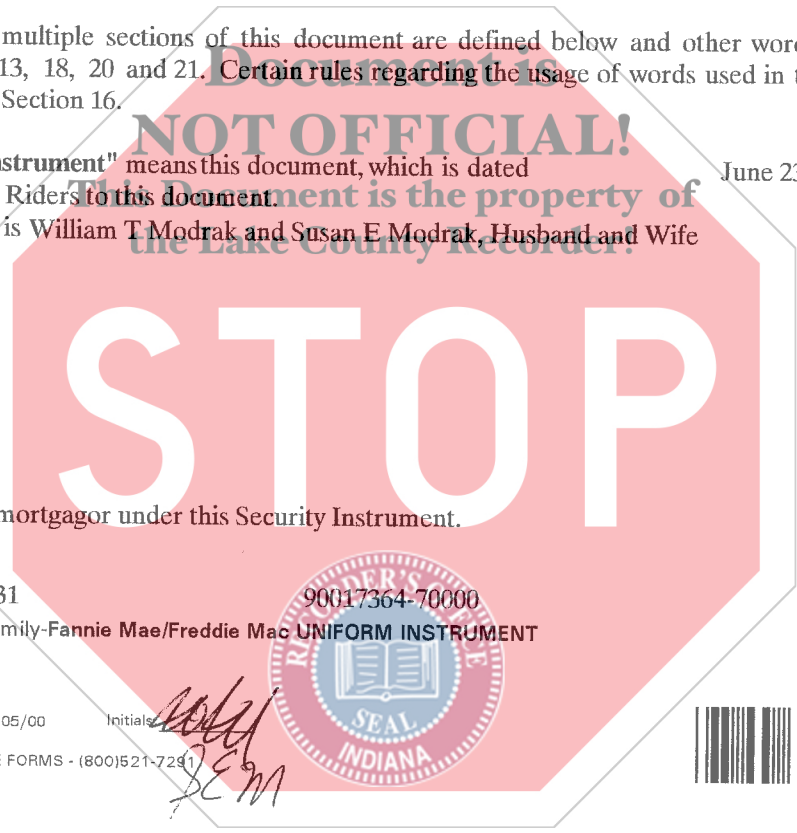 multiple sections of this document are defined below and other wor
Document is
13, 18, 20 and 21. Certain rules regarding the usage of words used in t
Section 16.
NOT OFFICIAL!
strument" means this document, which is dated June 23
This Document is the property of
Riders to this document.
the Lake County Recorder!
is William T Modrak and Susan E Modrak, Husband and Wife
STOP
mortgagor under this Security Instrument.
31 90017364-70000
mily-Fannie Mae/Freddie Mac UNIFORM INSTRUMENT
RECORDER'S OFFICE
SEAL
INDIANA
05/00 Initials
FORMS - (800)521-7291
SEM